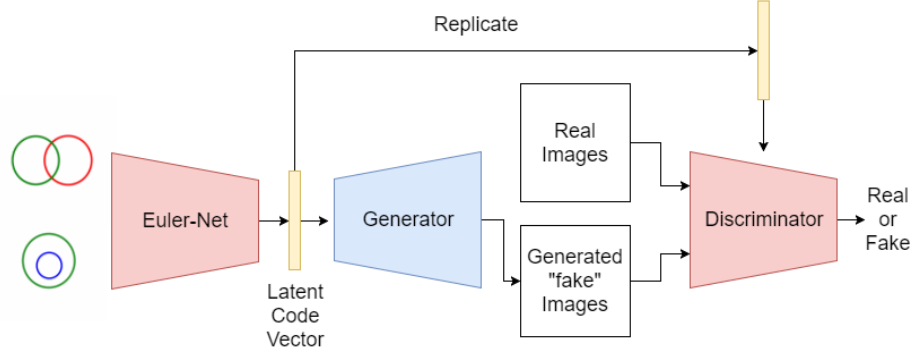 Replicate
Real
Images
Euler-Net
Generator
Discriminator
Real
or
Fake
Generated
"fake"
Images
Latent
Code
Vector